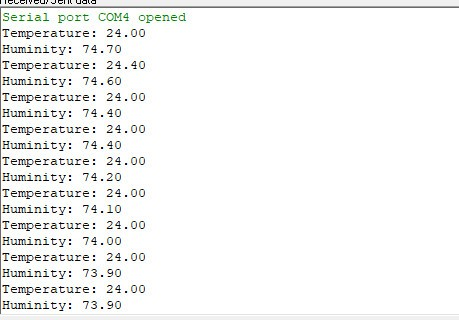 Received/Sent data
Serial port COM4 opened
Temperature: 24.00
Huminity: 74.70
Temperature: 24.40
Huminity: 74.60
Temperature: 24.00
Huminity: 74.40
Temperature: 24.00
Huminity: 74.40
Temperature: 24.00
Huminity: 74.20
Temperature: 24.00
Huminity: 74.10
Temperature: 24.00
Huminity: 74.00
Temperature: 24.00
Huminity: 73.90
Temperature: 24.00
Huminity: 73.90